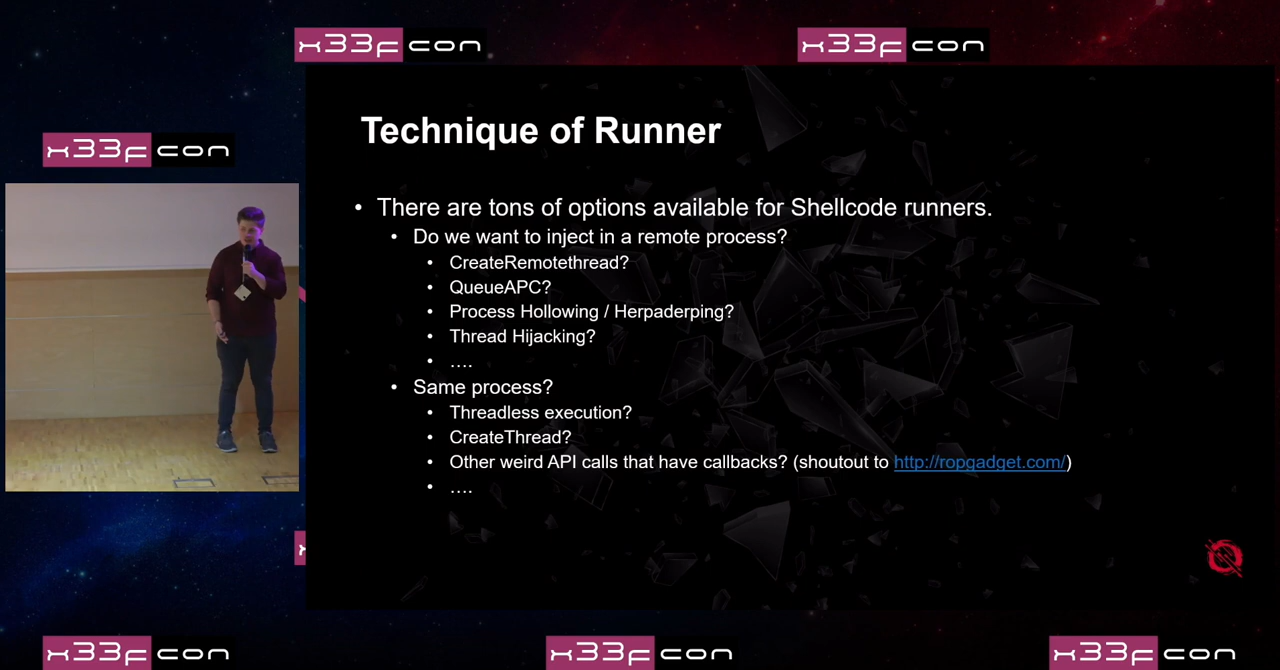 x33fcon
x33fcon
x33fcon
Technique of Runner
• There are tons of options available for Shellcode runners.
• Do we want to inject in a remote process?
• CreateRemotethread?
• QueueAPC?
• Process Hollowing / Herpaderping?
• Thread Hijacking?
• ....
• Same process?
• Threadless execution?
• CreateThread?
• Other weird API calls that have callbacks? (shoutout to http://ropgadget.com/)
• ....
x33fcon
x33fcon
x33fcon